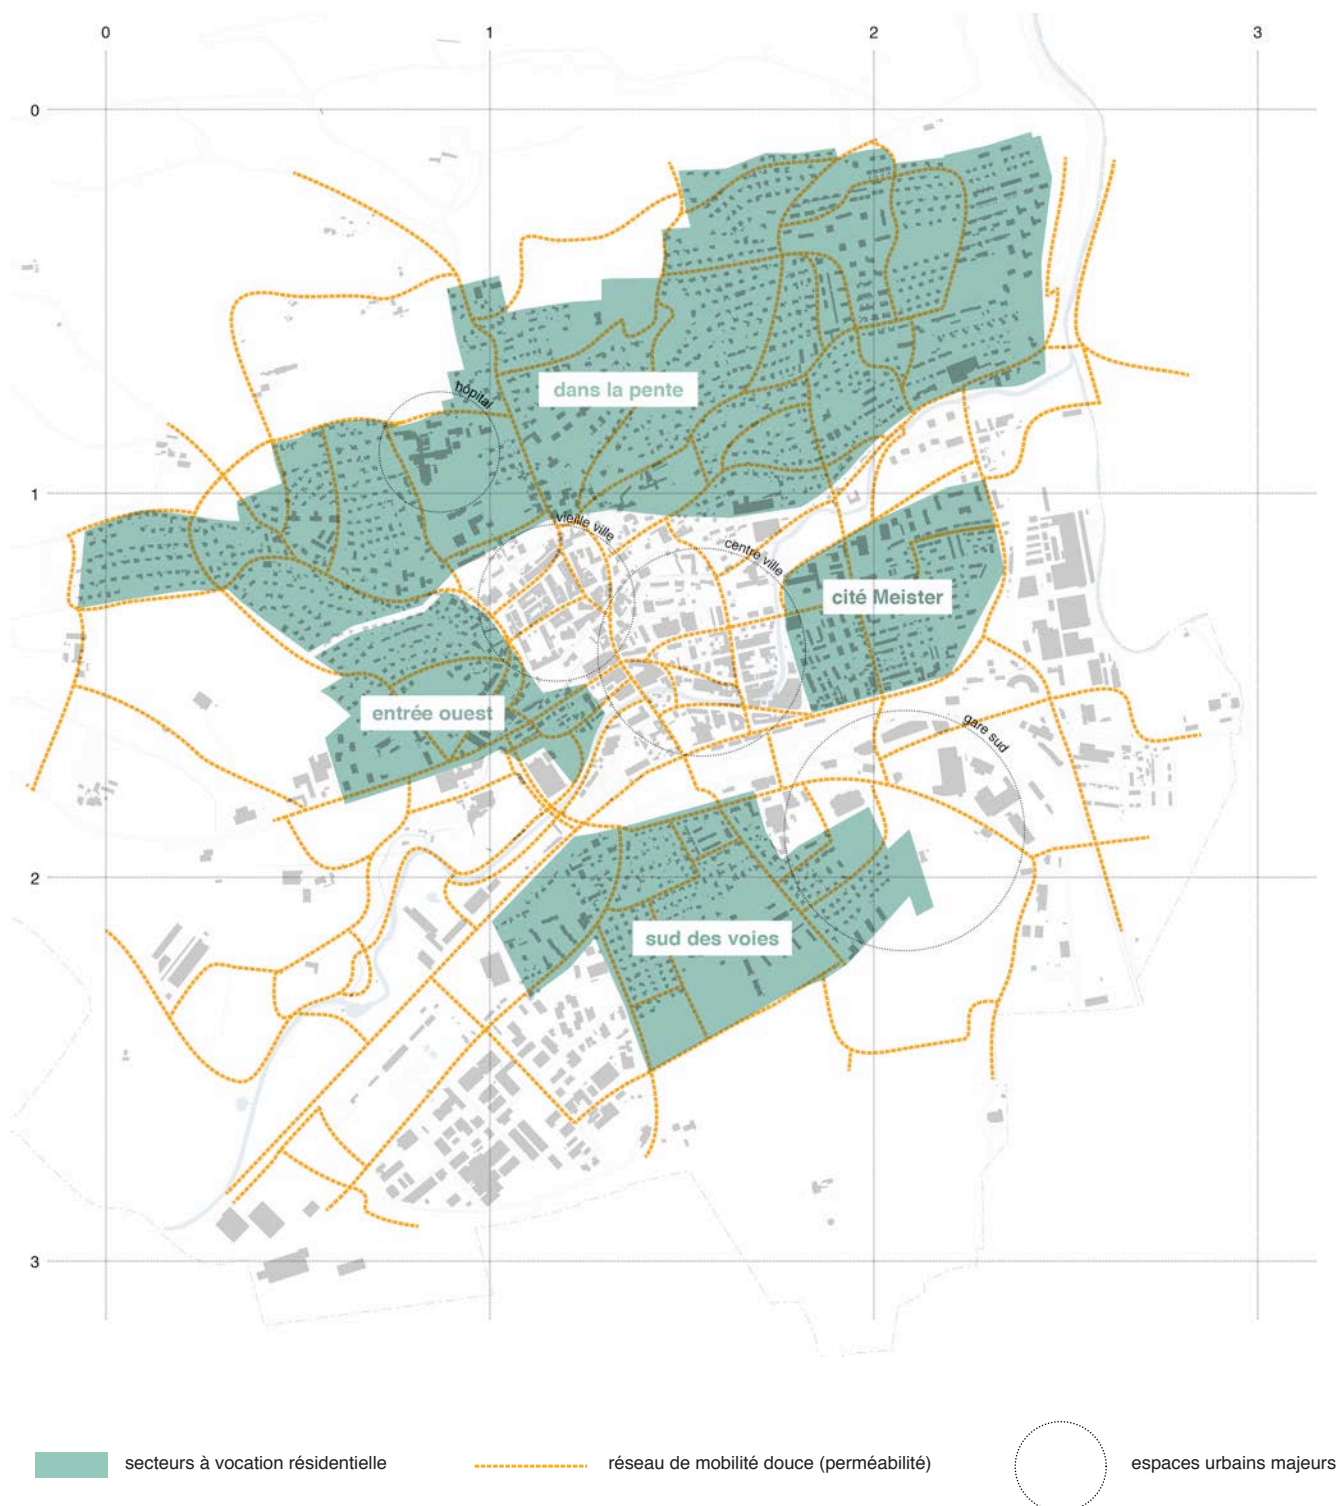 0 1 2 3
0
dans la pente
hôpital
1
vieille ville
centre ville
cité Meister
entrée ouest
gare sud
2
sud des voies
3
secteurs à vocation résidentielle
réseau de mobilité douce (perméabilité)
espaces urbains majeurs